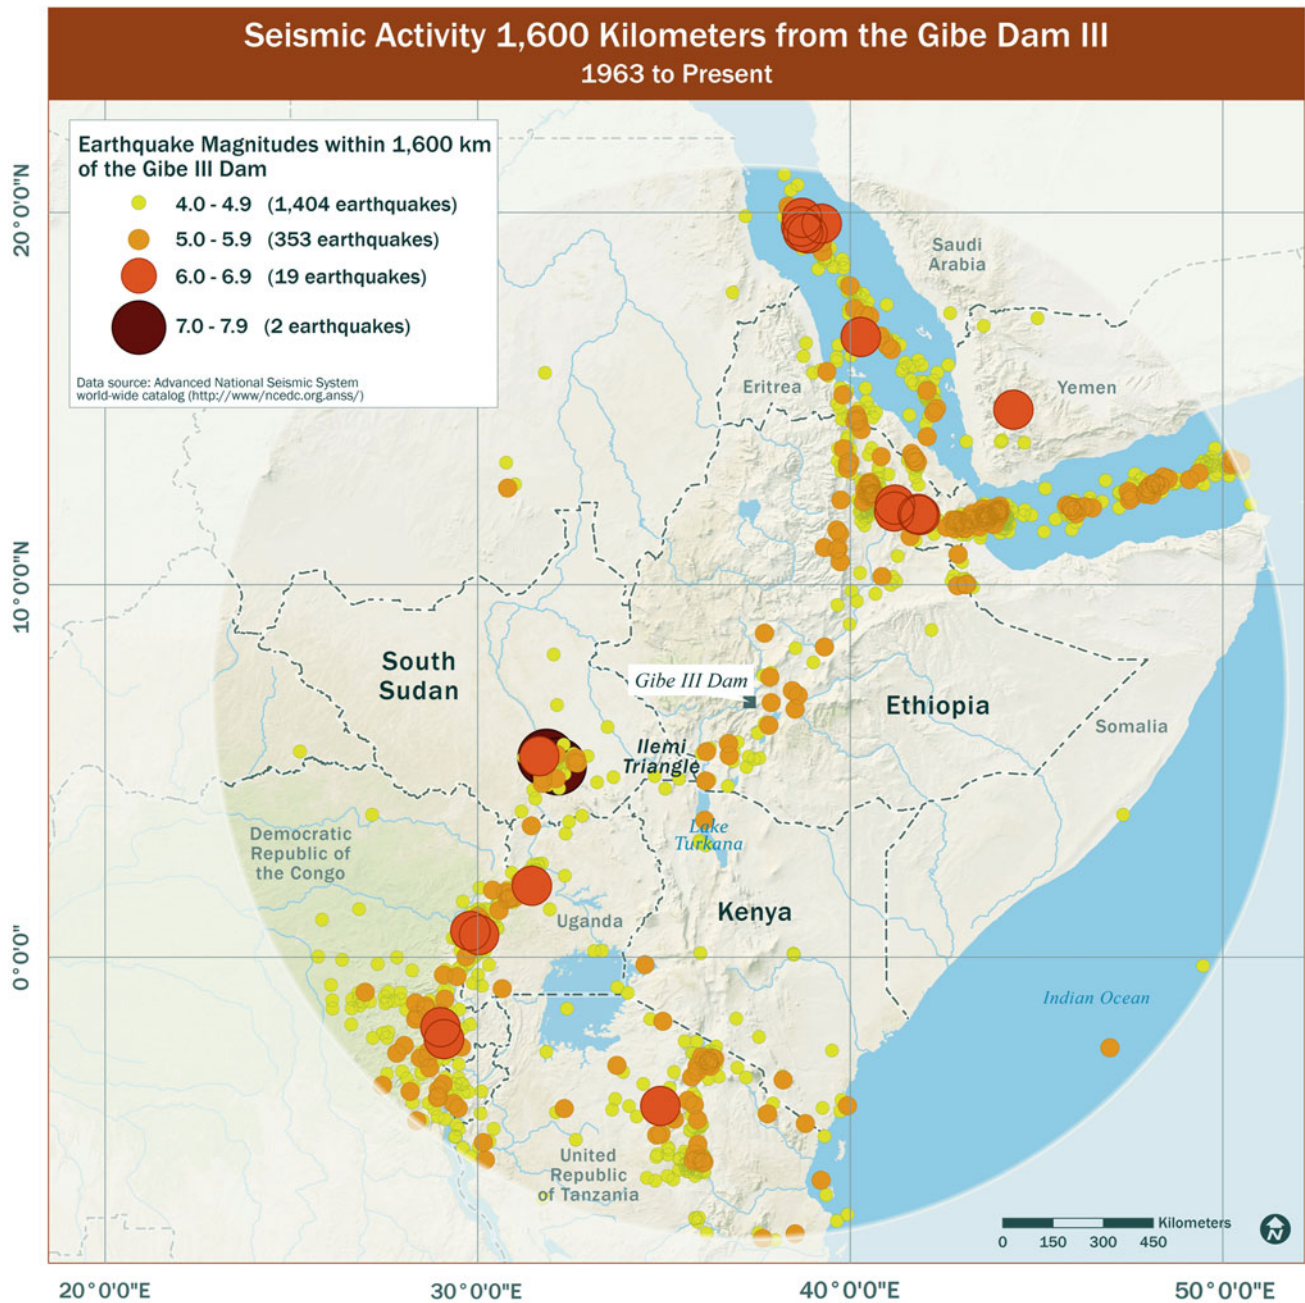 Seismic Activity 1,600 Kilometers from the Gibe Dam III
1963 to Present
Earthquake Magnitudes within 1,600 km
of the Gibe III Dam
4.0 - 4.9 (1,404 earthquakes)
5.0 - 5.9 (353 earthquakes)
6.0 - 6.9 (19 earthquakes)
7.0 - 7.9 (2 earthquakes)
Data source: Advanced National Seismic System
world-wide catalog (http://www/ncedc.org.anss/)
20°0'0"N
Saudi
Arabia
Eritrea
Yemen
10°0'0"N
South
Sudan
Gibe III Dam
Ethiopia
Somalia
Ilemi
Triangle
Democratic
Republic of
the Congo
Lake
Turkana
Uganda
Kenya
0°0'0"
Indian Ocean
United
Republic
of Tanzania
Kilometers
0 150 300 450
N
20°0'0"E 30°0'0"E 40°0'0"E 50°0'0"E